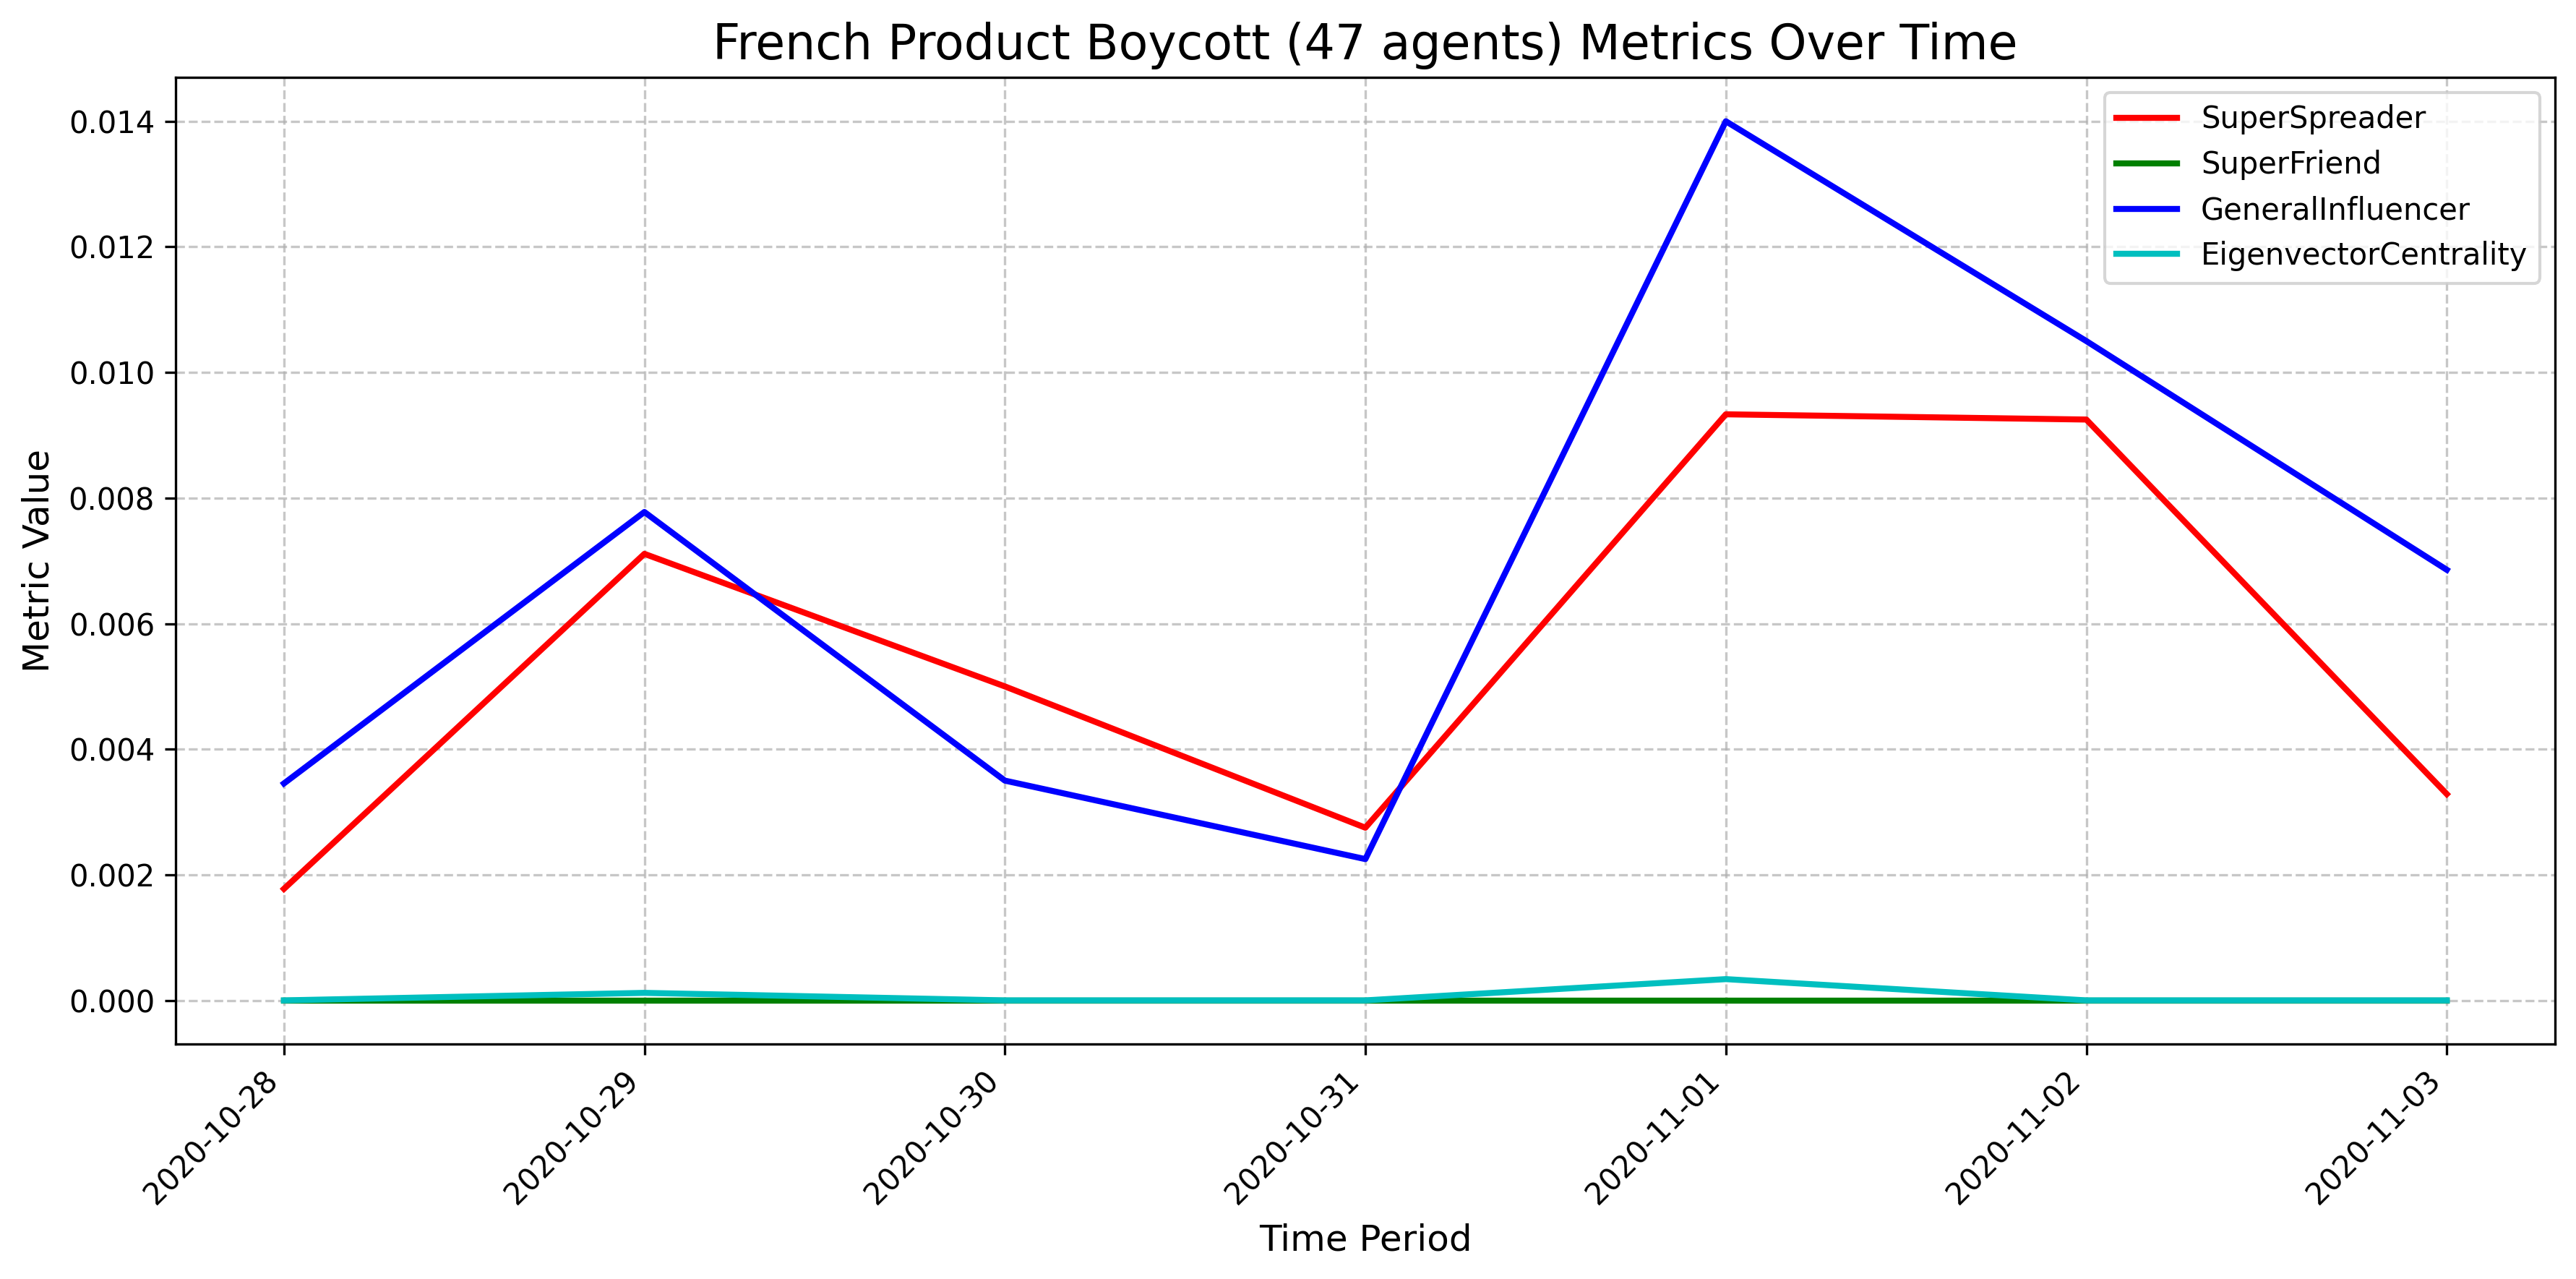 French Product Boycott (47 agents) Metrics Over Time
Metric Value
0.014
0.012
0.010
0.008
0.006
0.004
0.002
0.000
SuperSpreader
SuperFriend
GeneralInfluencer
EigenvectorCentrality
2020-10-28
2020-10-29
2020-10-30
2020-10-31
2020-11-01
2020-11-02
2020-11-03
Time Period